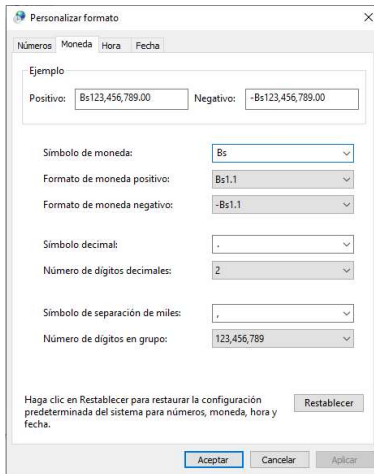 Personalizar formato
Números Moneda Hora Fecha
Ejemplo
Positivo: Bs123,456,789.00 Negativo: -Bs123,456,789.00
Símbolo de moneda: Bs
Formato de moneda positivo: Bs1.1
Formato de moneda negativo: -Bs1.1
Símbolo decimal: .
Número de dígitos decimales: 2
Símbolo de separación de miles: ,
Número de dígitos en grupo: 123,456,789
Haga clic en Restablecer para restaurar la configuración
predeterminada del sistema para números, moneda, hora y
fecha.
Restablecer
Aceptar Cancelar Aplicar